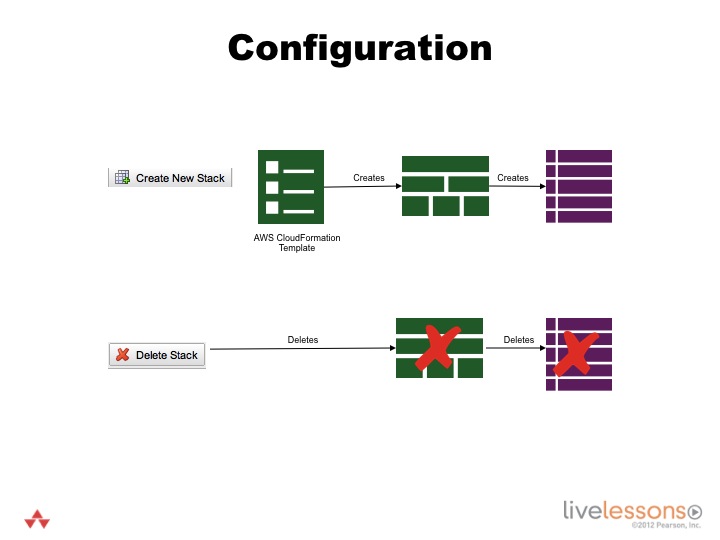 Configuration
Create New Stack
Creates
Creates
AWS CloudFormation
Template
Deletes
Deletes
Delete Stack
livelessons
©2012 Pearson, Inc.